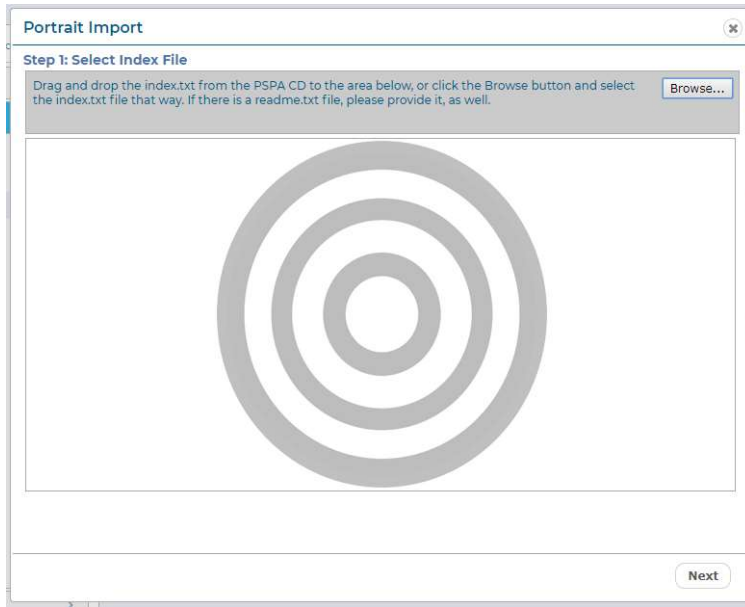 Portrait Import
Step 1: Select Index File
Drag and drop the index.txt from the PSPA CD to the area below, or click the Browse button and select
the index.txt file that way. If there is a readme.txt file, please provide it, as well.
Browse...
Next